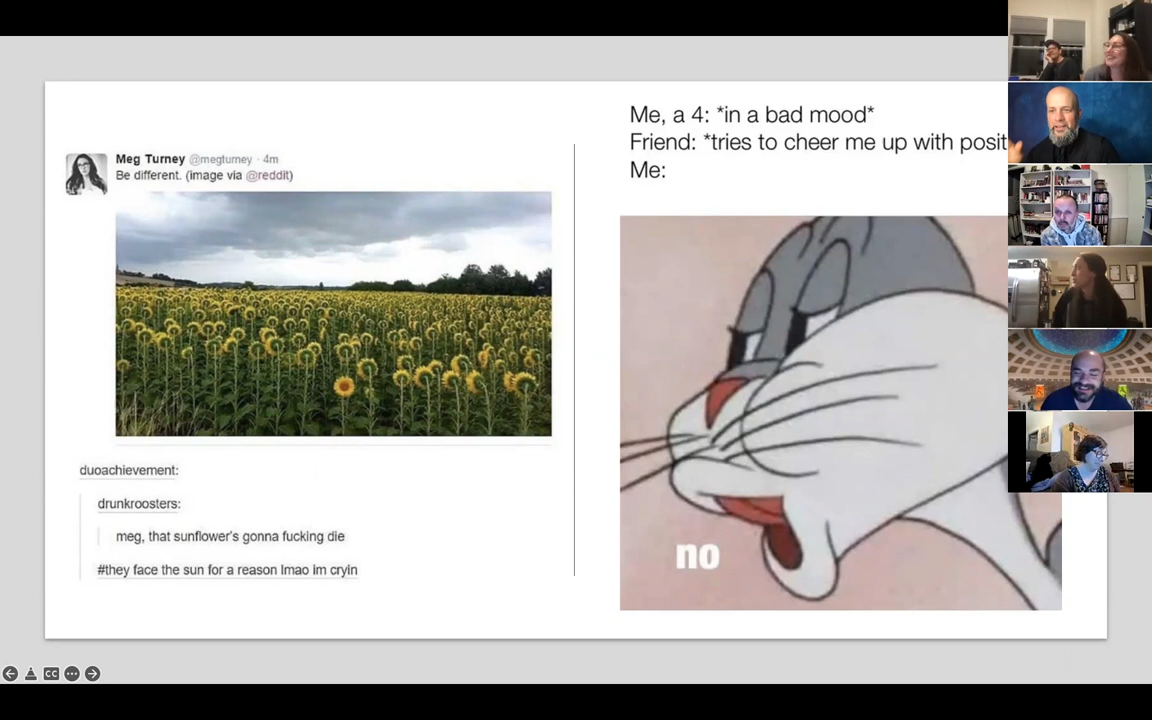 Meg Turney @megturney · 4m
Be different. (image via @reddit)
duoachievement:
drunkroosters:
meg, that sunflower's gonna fucking die
#they face the sun for a reason lmao im cryin
Me, a 4: *in a bad mood*
Friend: *tries to cheer me up with posit
Me:
no
CC